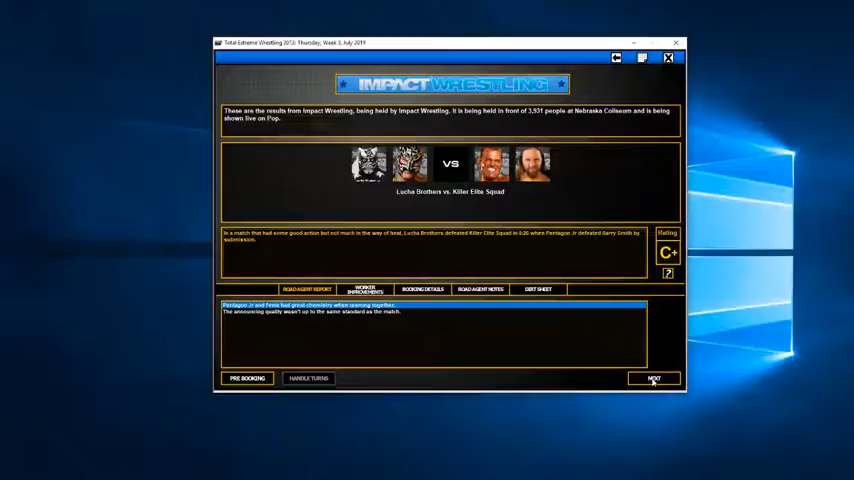 Total Extreme Wrestling 2013: Thursday, Week 3, July 2019
IMPACT WRESTLING
These are the results from Impact Wrestling, being held by Impact Wrestling. It is being held in front of 3,931 people at Nebraska Coliseum and is being
shown live on Pop.
VS
Lucha Brothers vs. Killer Elite Squad
In a match that had some good action but not much in the way of heat, Lucha Brothers defeated Killer Elite Squad in 8:26 when Pentagon Jr defeated Harry Smith by
submission.
Rating
C+
?
ROAD AGENT REPORT
WORKER
IMPROVEMENTS
BOOKING DETAILS
ROAD AGENT NOTES
DIRT SHEET
Pentagon Jr and Fenix had great chemistry when teaming together.
The announcing quality wasn't up to the same standard as the match.
PRE BOOKING
HANDLE TURNS
NEXT